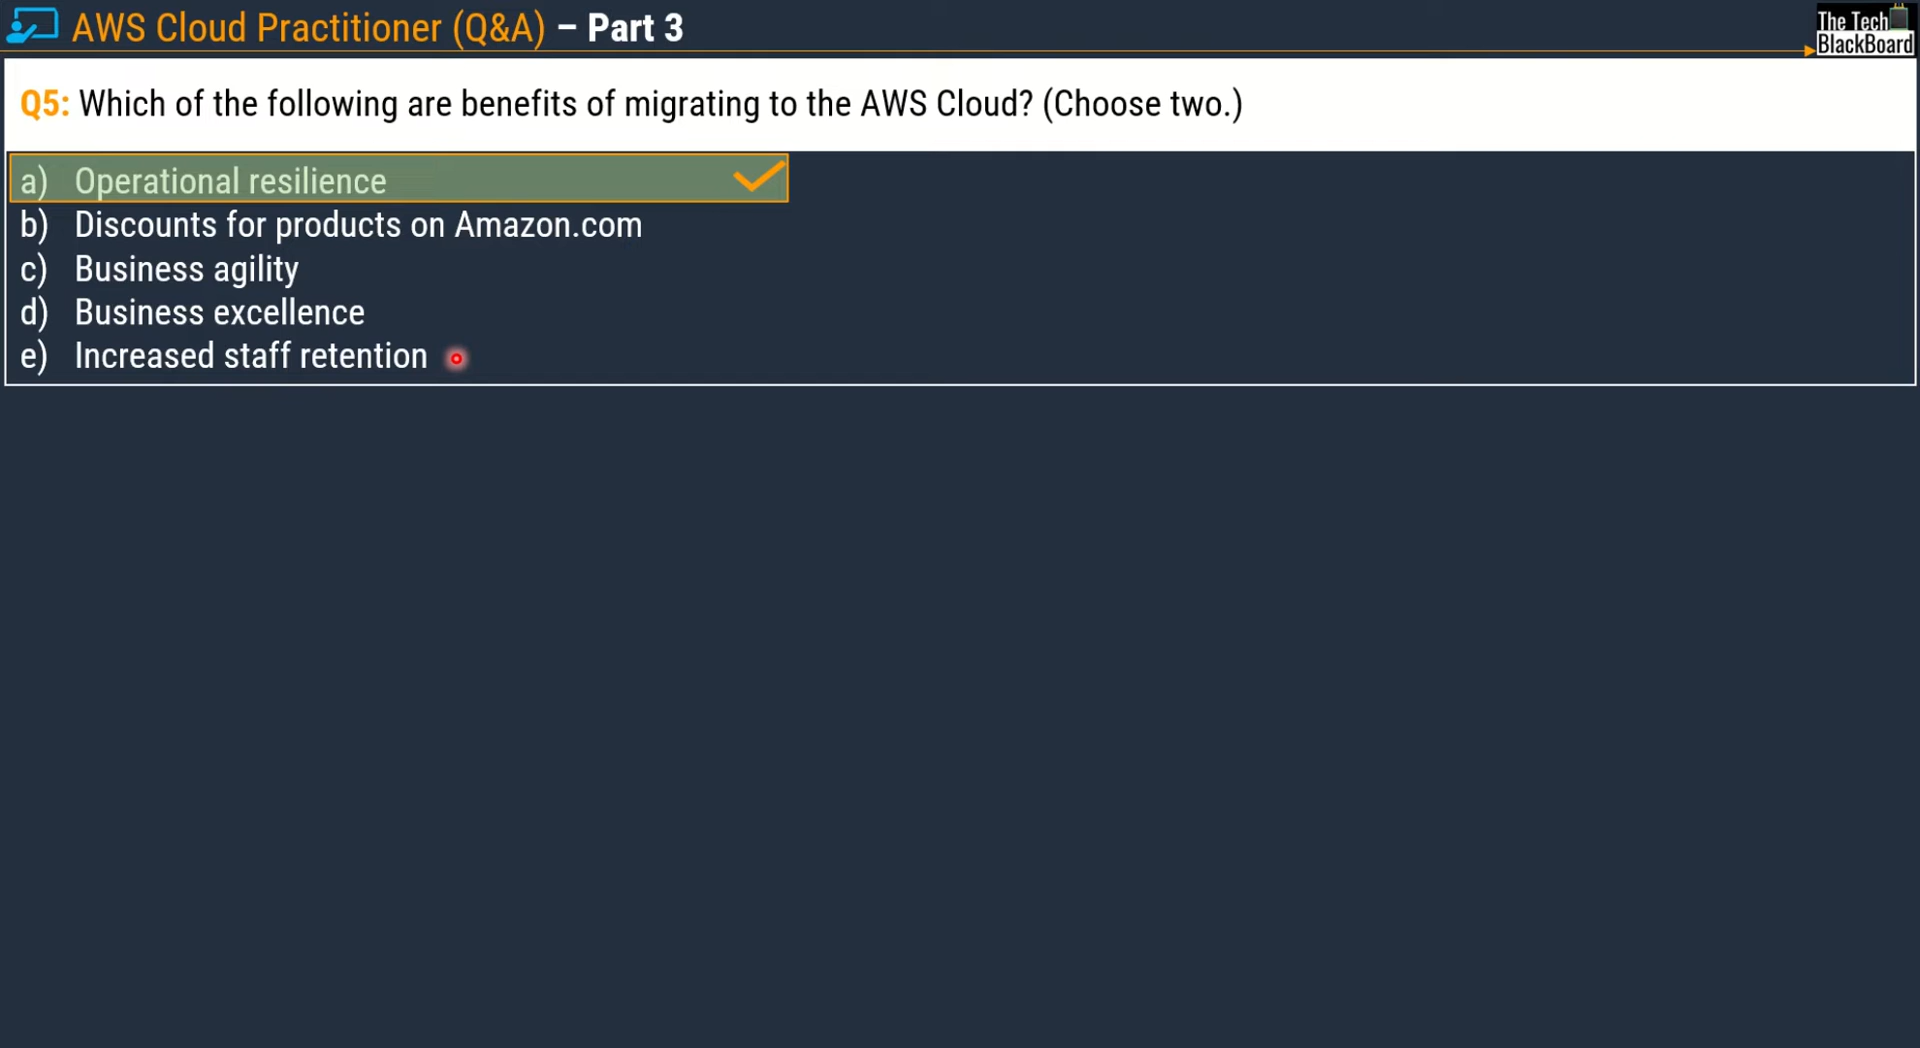 AWS Cloud Practitioner (Q&A) – Part 3
The Tech
BlackBoard
Q5: Which of the following are benefits of migrating to the AWS Cloud? (Choose two.)
a) Operational resilience
b) Discounts for products on Amazon.com
c) Business agility
d) Business excellence
e) Increased staff retention